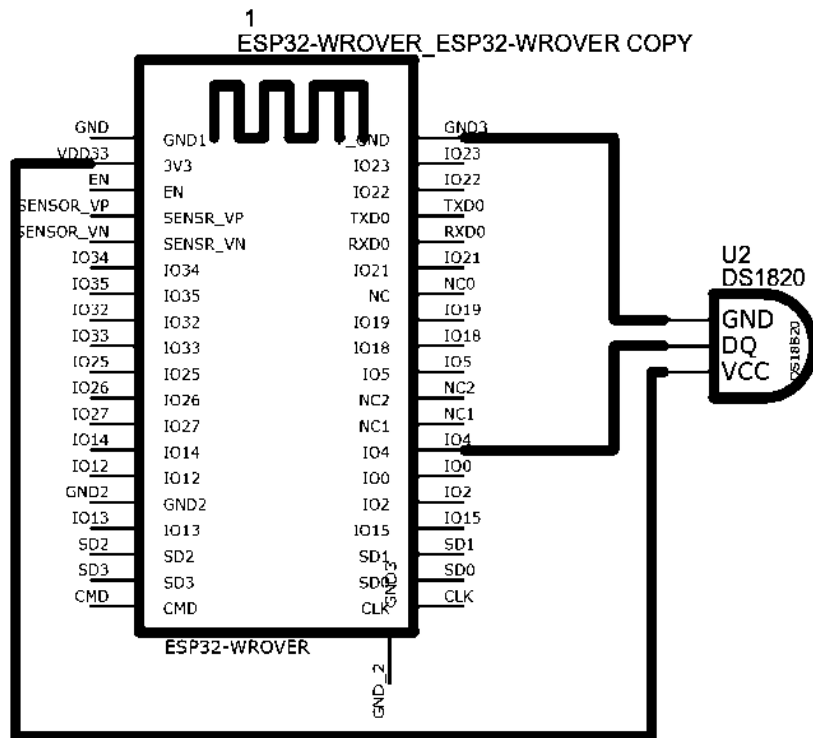 1
ESP32-WROVER_ESP32-WROVER COPY
GND GND1 _GND GND3
VDD33 3V3 IO23 IO23
EN EN IO22 IO22
SENSOR_VP SENSR_VP TXD0 TXD0
SENSOR_VN SENSR_VN RXD0 RXD0
IO34 IO34 IO21 IO21
IO35 IO35 NC NC0
IO32 IO32 IO19 IO19
IO33 IO33 IO18 IO18
IO25 IO25 IO5 IO5
IO26 IO26 NC2 NC2
IO27 IO27 NC1 NC1
IO14 IO14 IO4 IO4
IO12 IO12 IO0 IO0
GND2 GND2 IO2 IO2
IO13 IO13 IO15 IO15
SD2 SD2 SD1 SD1
SD3 SD3 SD0 SD0
CMD CMD CLK CLK
GND3
ESP32-WROVER
GND_2
U2
DS1820
GND
DQ
VCC
DS18B20